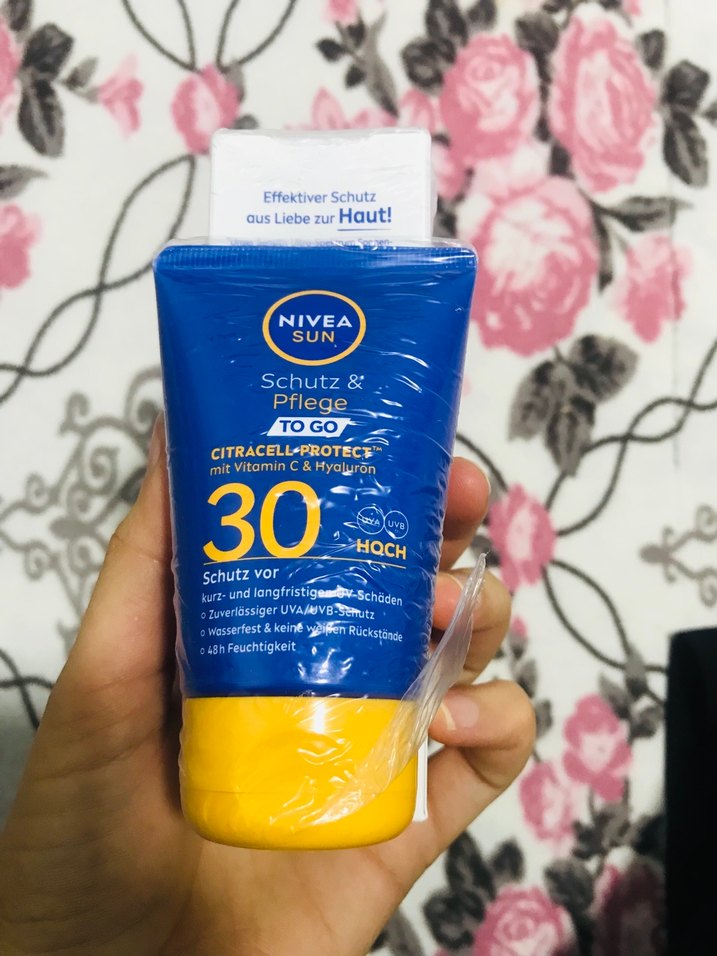 Effektiver Schutz
aus Liebe zur Haut!
NIVEA
SUN
Schutz &
Pflege
TO GO
CITRACELL PROTECT™
mit Vitamin C & Hyaluron
30
UVA UVB
HOCH
Schutz vor
kurz- und langfristigen UV-Schäden
o Zuverlässiger UVA/UVB-Schutz
o Wasserfest & keine weißen Rückstände
o 48h Feuchtigkeit